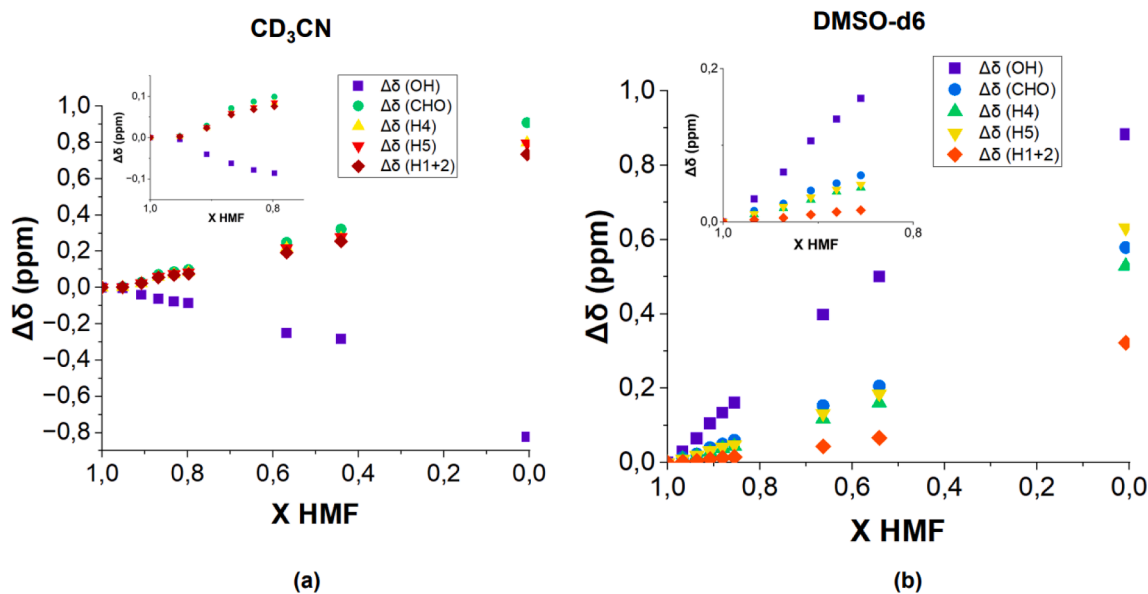 CD₃CN
Δδ (ppm)
1,0
0,8
0,6
0,4
0,2
0,0
−0,2
−0,4
−0,6
−0,8
1,0
0,8
0,6
0,4
0,2
0,0
X HMF
Δδ (ppm)
0,1
0,0
−0,1
1,0
0,8
X HMF
Δδ (OH)
Δδ (CHO)
Δδ (H4)
Δδ (H5)
Δδ (H1+2)
(a)
DMSO-d6
Δδ (ppm)
1,0
0,8
0,6
0,4
0,2
0,0
1,0
0,8
0,6
0,4
0,2
0,0
X HMF
Δδ (ppm)
0,2
0,0
1,0
0,8
X HMF
Δδ (OH)
Δδ (CHO)
Δδ (H4)
Δδ (H5)
Δδ (H1+2)
(b)